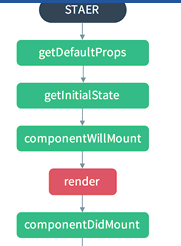 STAER
getDefaultProps
getInitialState
componentWillMount
render
componentDidMount